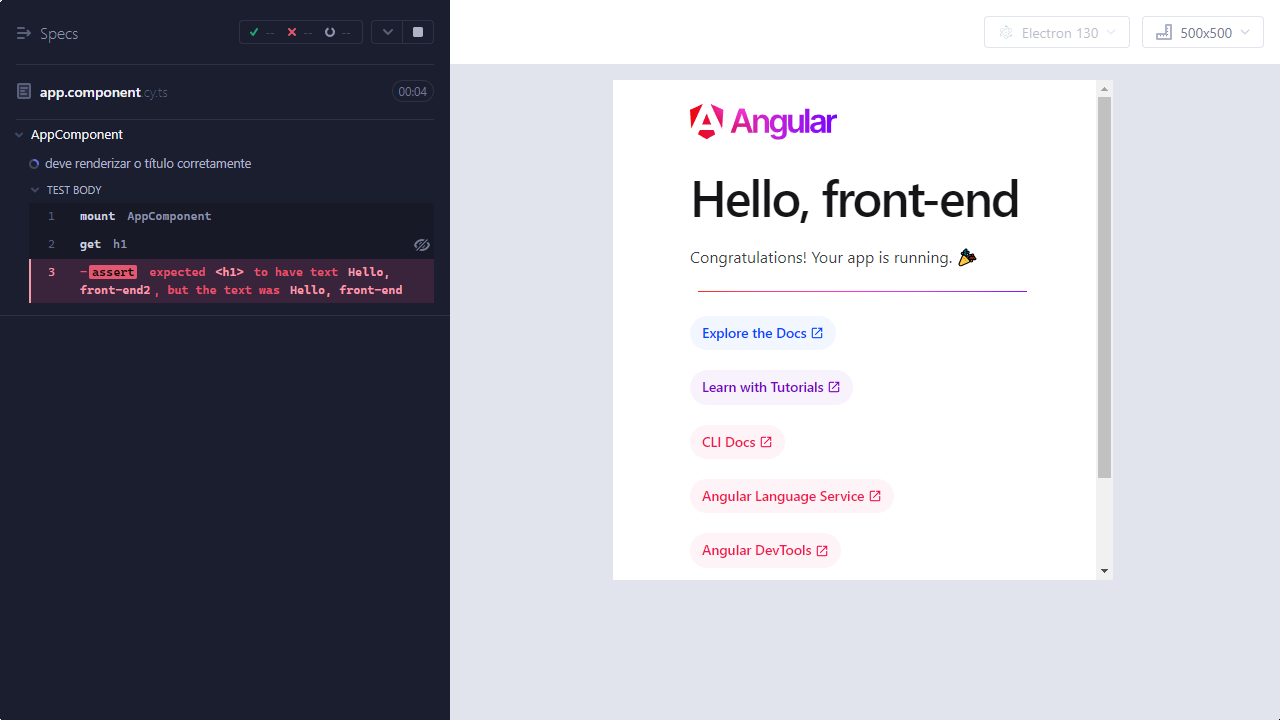 Specs
-- -- --
app.component.cy.ts
00:04
AppComponent
deve renderizar o título corretamente
TEST BODY
1 mount AppComponent
2 get h1
3 -assert expected <h1> to have text Hello,
front-end2, but the text was Hello, front-end
Electron 130
500x500
Angular
Hello, front-end
Congratulations! Your app is running. 🎉
Explore the Docs
Learn with Tutorials
CLI Docs
Angular Language Service
Angular DevTools